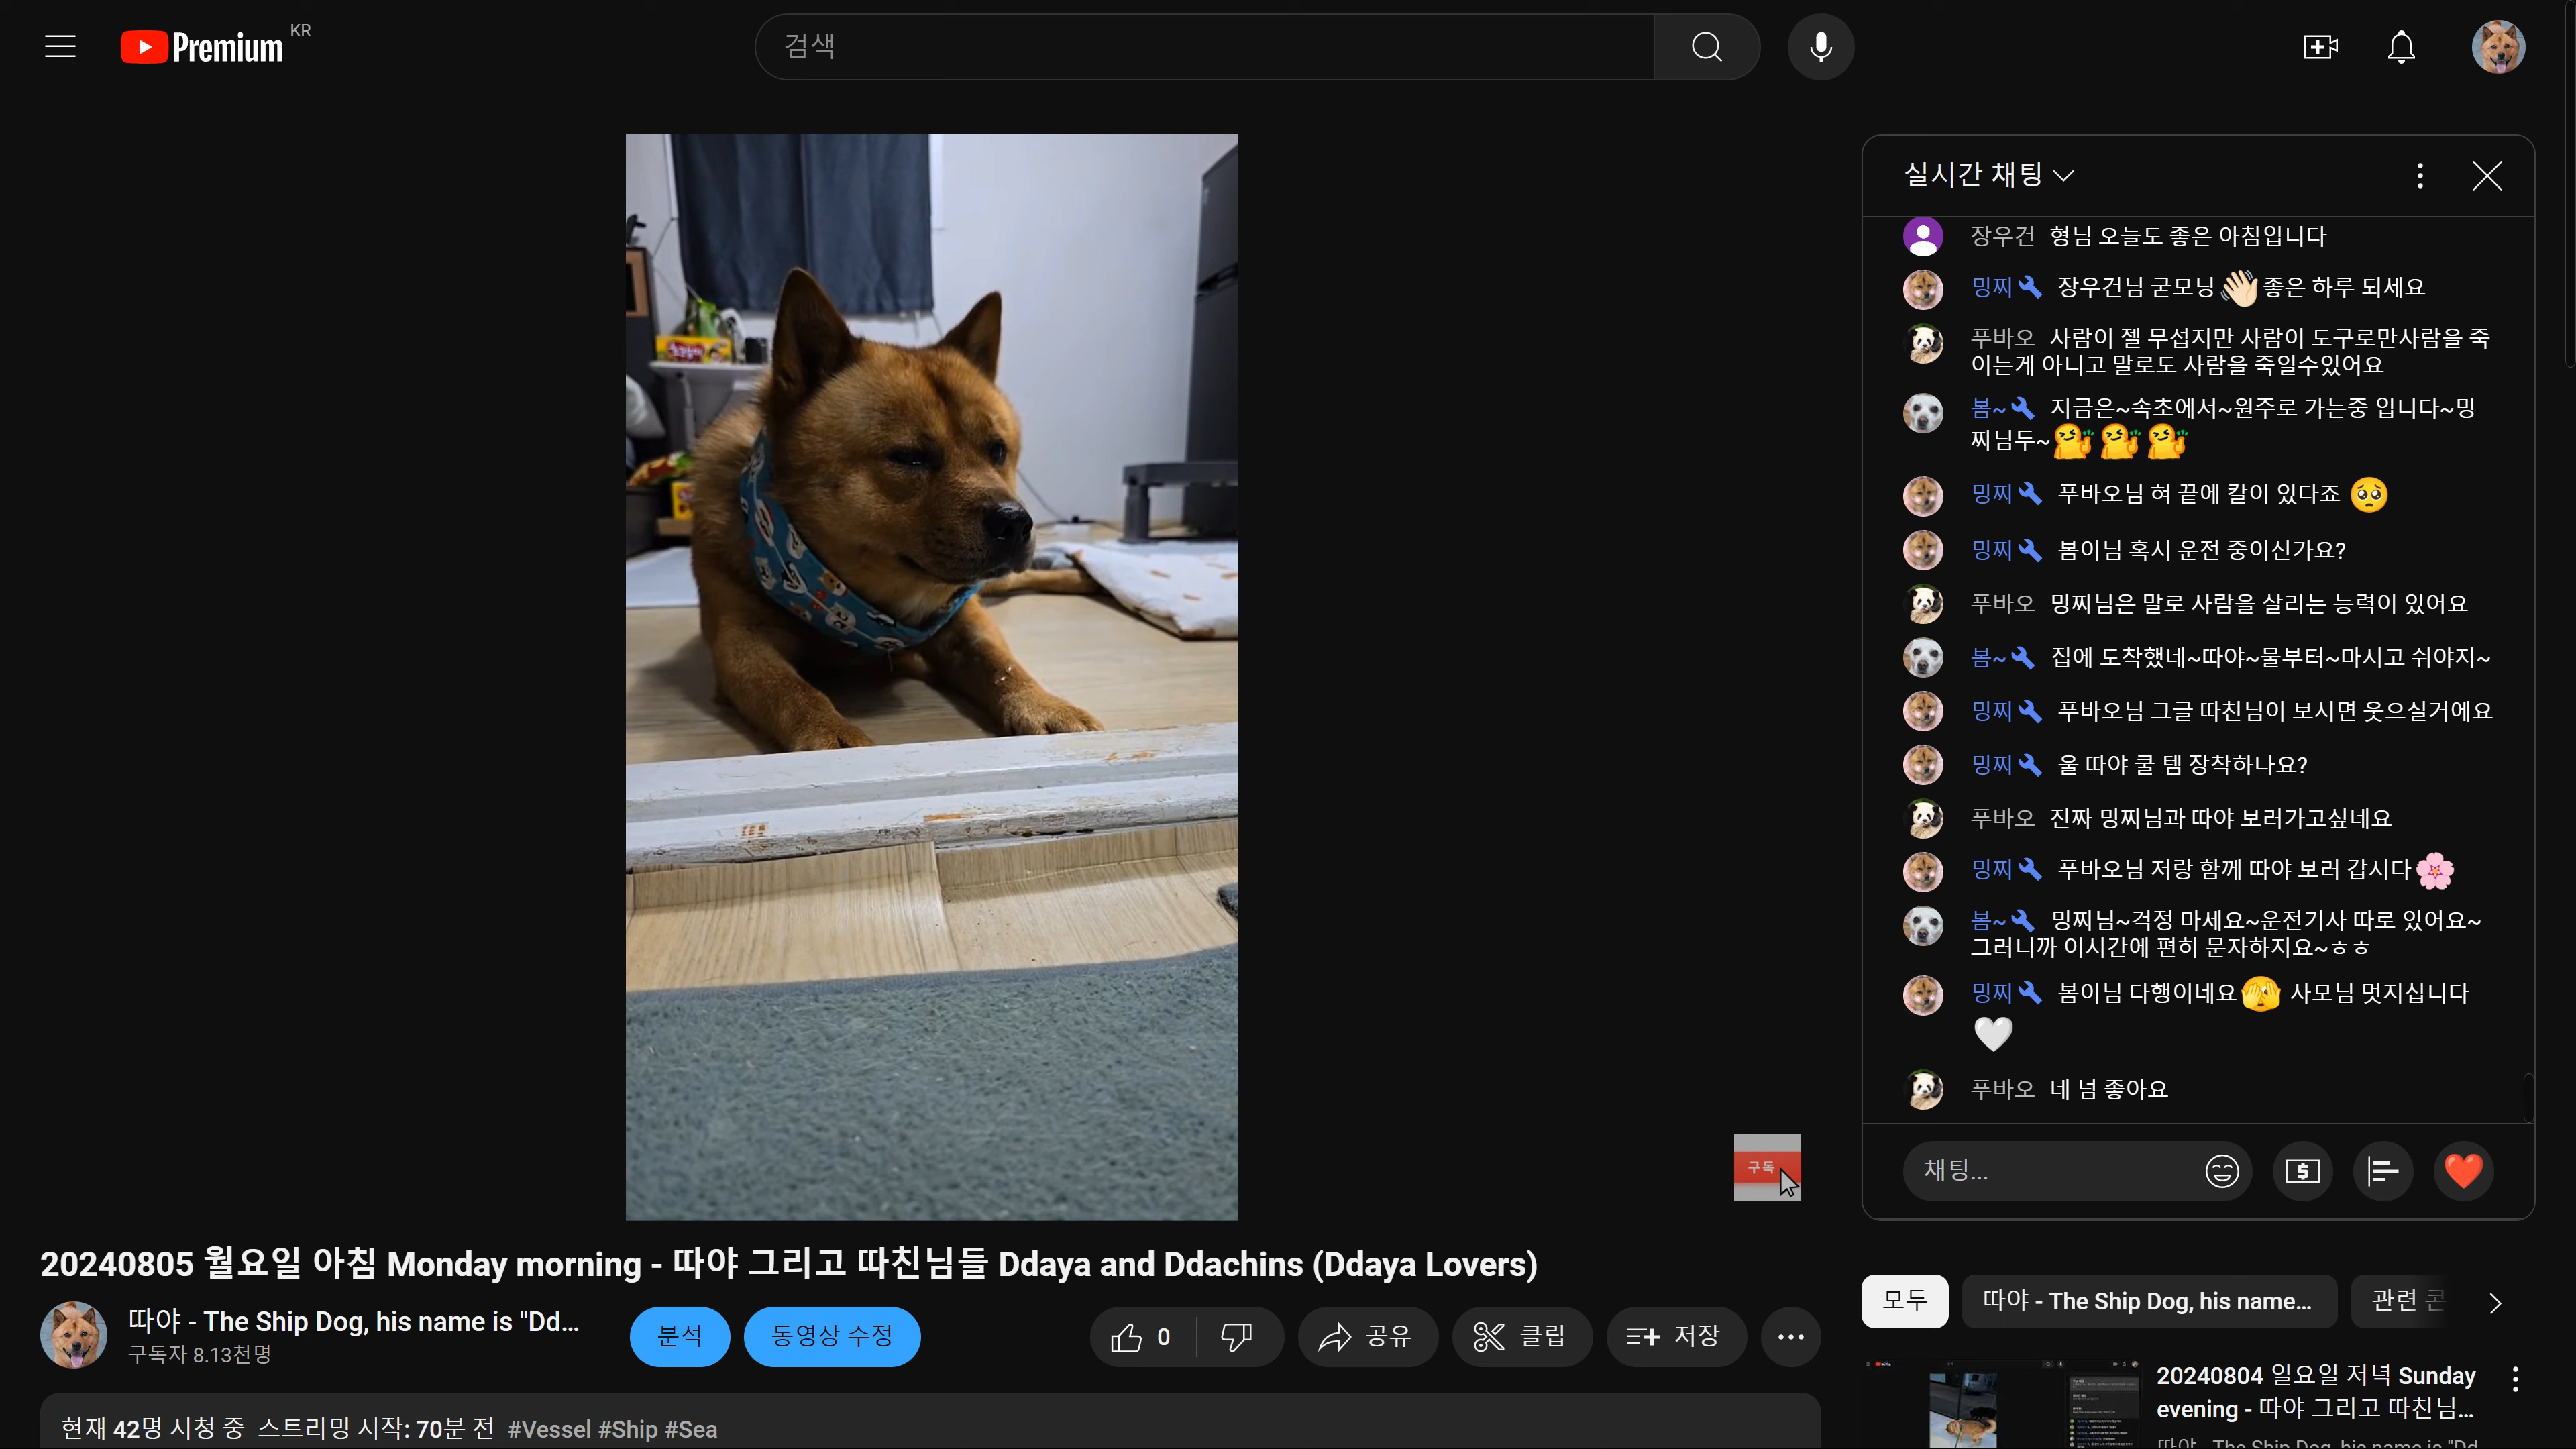 Premium KR
검색
실시간 채팅
장우건 형님 오늘도 좋은 아침입니다
밍찌 장우건님 굳모닝👋🏻좋은 하루 되세요
푸바오 사람이 젤 무섭지만 사람이 도구로만사람을 죽
이는게 아니고 말로도 사람을 죽일수있어요
봄~ 지금은~속초에서~원주로 가는중 입니다~밍
찌님두~
밍찌 푸바오님 혀 끝에 칼이 있다죠 🥺
밍찌 봄이님 혹시 운전 중이신가요?
푸바오 밍찌님은 말로 사람을 살리는 능력이 있어요
봄~ 집에 도착했네~따야~물부터~마시고 쉬야지~
밍찌 푸바오님 그글 따친님이 보시면 웃으실거에요
밍찌 울 따야 쿨 템 장착하나요?
푸바오 진짜 밍찌님과 따야 보러가고싶네요
밍찌 푸바오님 저랑 함께 따야 보러 갑시다🌸
봄~ 밍찌님~걱정 마세요~운전기사 따로 있어요~
그러니까 이시간에 편히 문자하지요~ㅎㅎ
밍찌 봄이님 다행이네요🫣 사모님 멋지십니다
🤍
푸바오 네 넘 좋아요
채팅...
구독
20240805 월요일 아침 Monday morning - 따야 그리고 따친님들 Ddaya and Ddachins (Ddaya Lovers)
따야 - The Ship Dog, his name is "Dd...
구독자 8.13천명
분석
동영상 수정
0
공유
클립
저장
현재 42명 시청 중 스트리밍 시작: 70분 전 #Vessel #Ship #Sea
모두
따야 - The Ship Dog, his name...
관련
20240804 일요일 저녁 Sunday
evening - 따야 그리고 따친님...